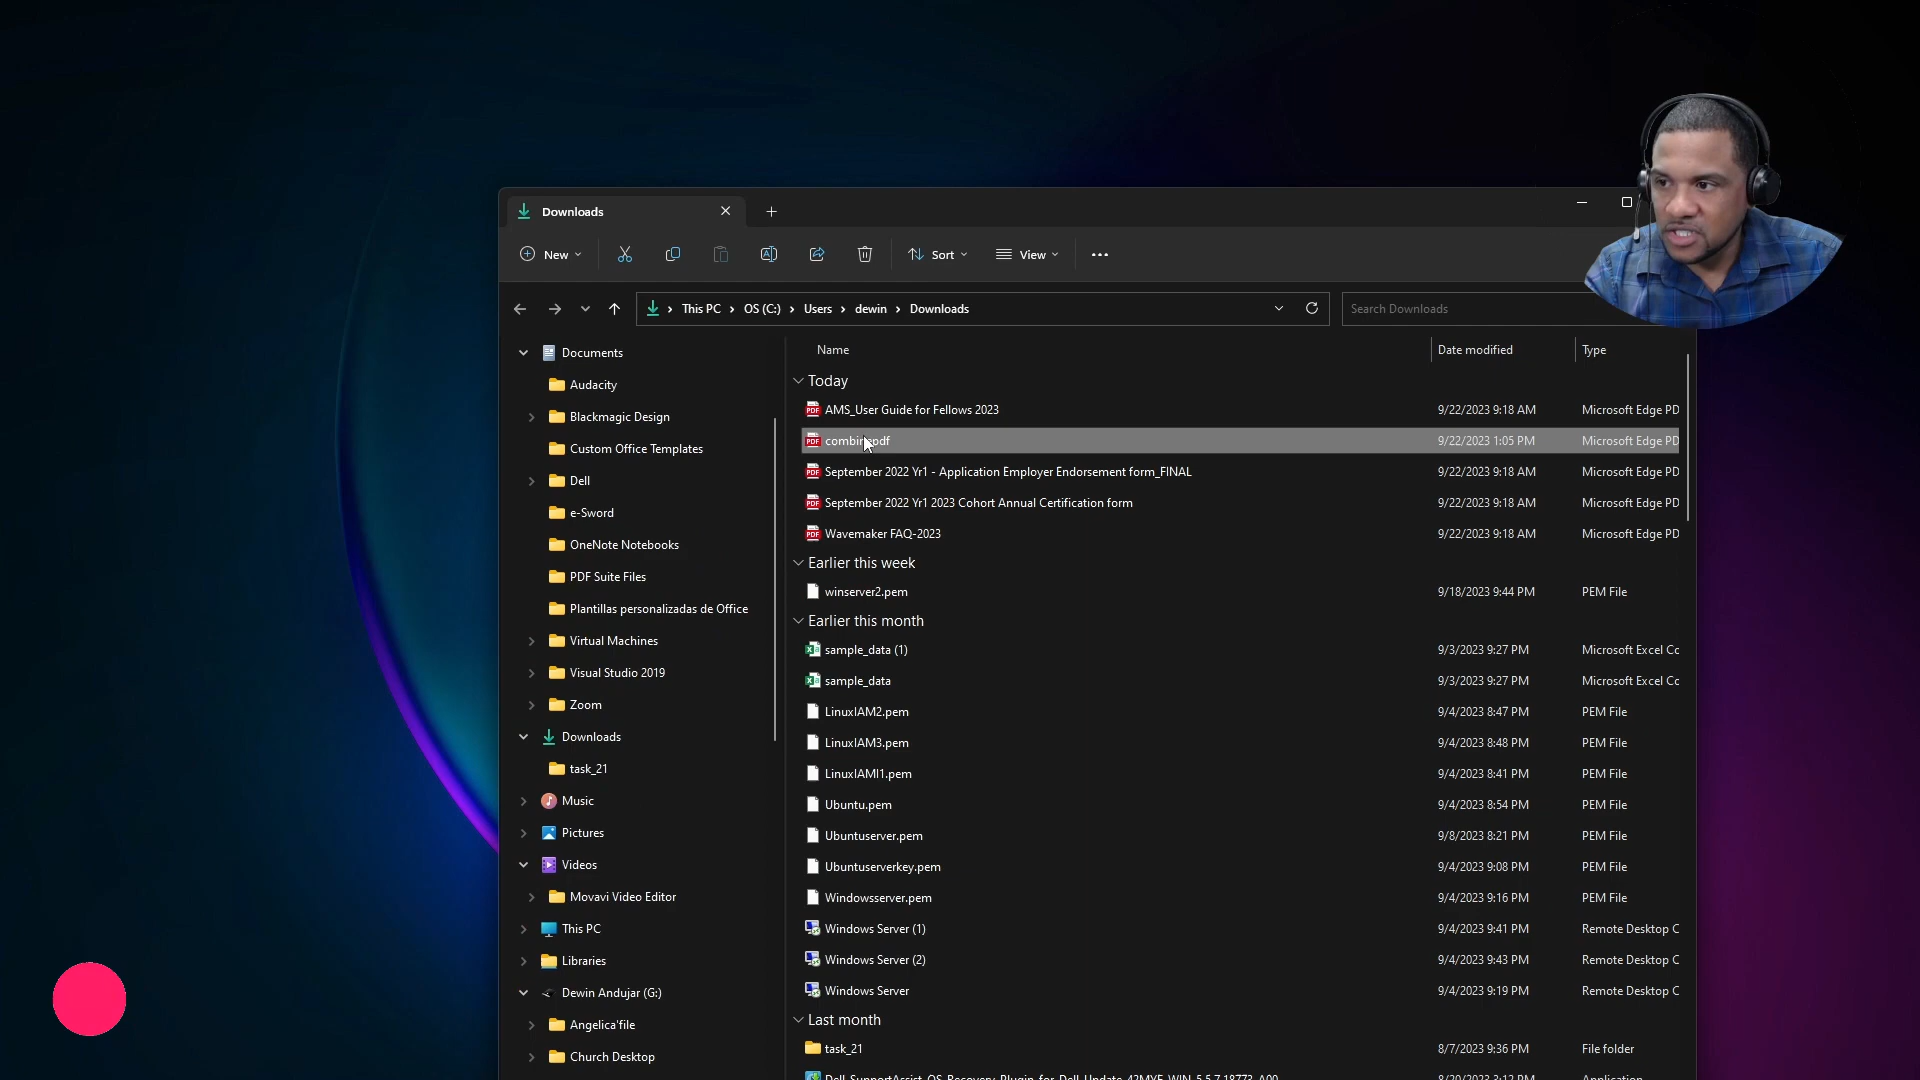 Downloads
New
Sort
View
This PC > OS (C:) > Users > dewin > Downloads
Search Downloads
Name
Date modified
Type
Documents
Audacity
Blackmagic Design
Custom Office Templates
Dell
e-Sword
OneNote Notebooks
PDF Suite Files
Plantillas personalizadas de Office
Virtual Machines
Visual Studio 2019
Zoom
Downloads
task_21
Music
Pictures
Videos
Movavi Video Editor
This PC
Libraries
Dewin Andujar (G:)
Angelica'file
Church Desktop
Today
AMS_User Guide for Fellows 2023 9/22/2023 9:18 AM Microsoft Edge PD
9/22/2023 1:05 PM Microsoft Edge PD
September 2022 Yr1 - Application Employer Endorsement form_FINAL 9/22/2023 9:18 AM Microsoft Edge PD
September 2022 Yr1 2023 Cohort Annual Certification form 9/22/2023 9:18 AM Microsoft Edge PD
Wavemaker FAQ-2023 9/22/2023 9:18 AM Microsoft Edge PD
Earlier this week
winserver2.pem 9/18/2023 9:44 PM PEM File
Earlier this month
sample_data (1) 9/3/2023 9:27 PM Microsoft Excel Cc
sample_data 9/3/2023 9:27 PM Microsoft Excel Cc
LinuxIAM2.pem 9/4/2023 8:47 PM PEM File
LinuxIAM3.pem 9/4/2023 8:48 PM PEM File
LinuxIAMI1.pem 9/4/2023 8:41 PM PEM File
Ubuntu.pem 9/4/2023 8:54 PM PEM File
Ubuntuserver.pem 9/8/2023 8:21 PM PEM File
Ubuntuserverkey.pem 9/4/2023 9:08 PM PEM File
Windowsserver.pem 9/4/2023 9:16 PM PEM File
Windows Server (1) 9/4/2023 9:41 PM Remote Desktop C
Windows Server (2) 9/4/2023 9:43 PM Remote Desktop C
Windows Server 9/4/2023 9:19 PM Remote Desktop C
Last month
task_21 8/7/2023 9:36 PM File folder